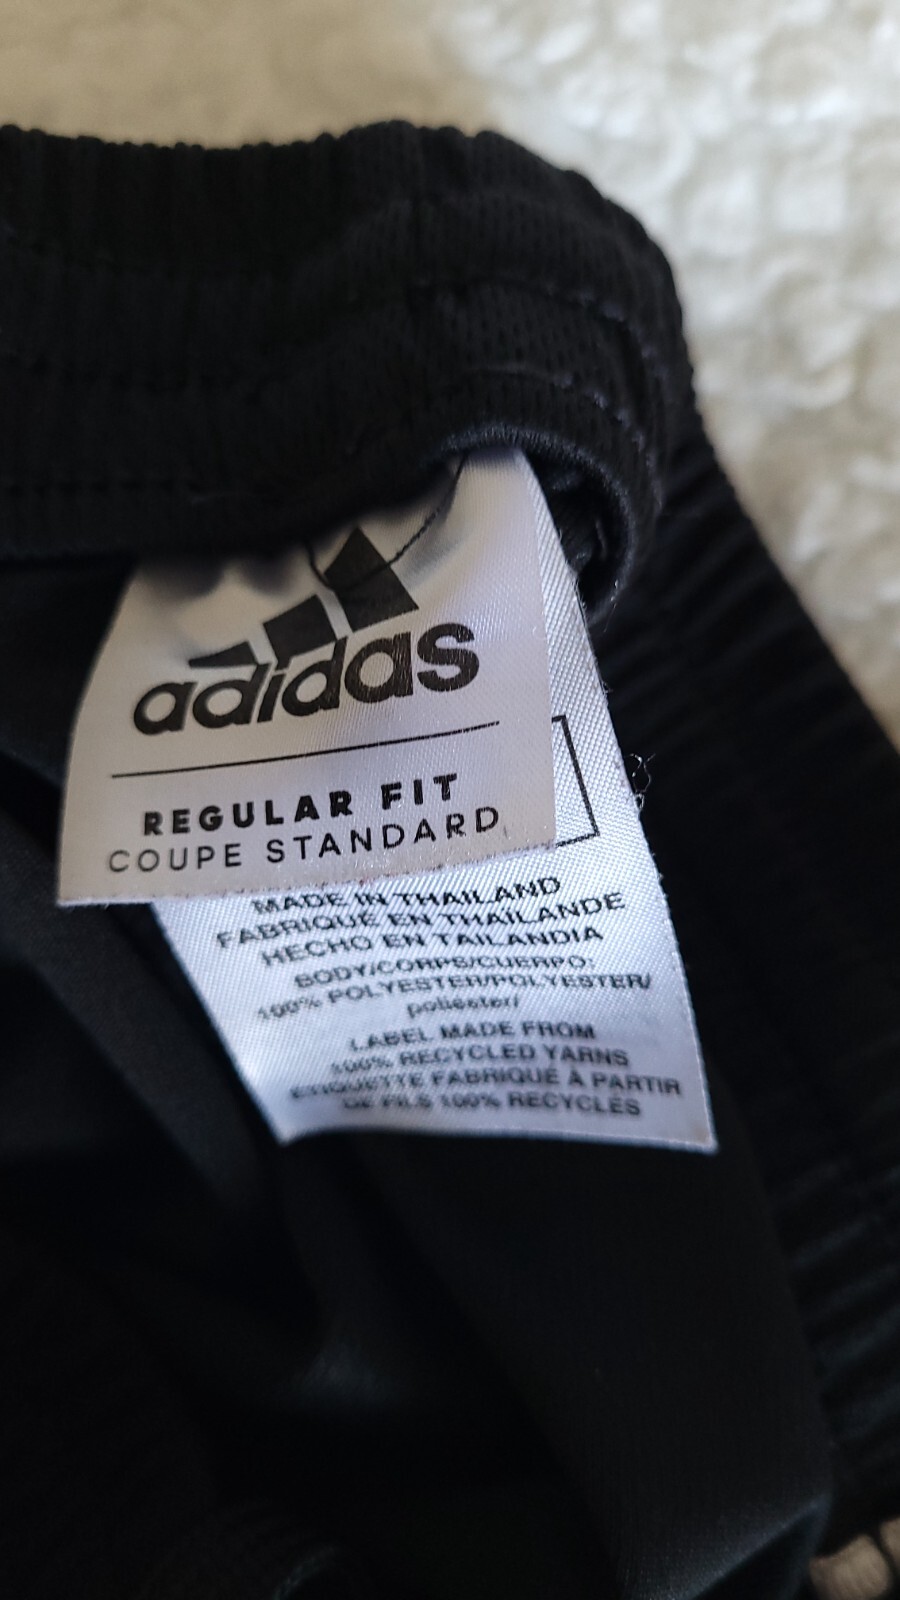 adidas
REGULAR FIT
COUPE STANDARD
MADE IN THAILAND
FABRIQUÉ EN THAÏLANDE
HECHO EN TAILANDIA
BODY/CORPS/CUERPO:
100% POLYESTER/POLYESTER/
poliéster/
LABEL MADE FROM
100% RECYCLED YARNS
ÉTIQUETTE FABRIQUÉ À PARTIR
DE FILS 100% RECYCLÉS